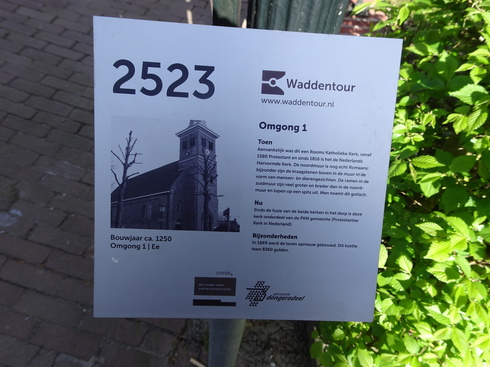 2523
Waddentour
www.waddentour.nl
Omgong 1
Toen
Aanvankelijk was dit een Rooms Katholieke Kerk, vanaf
1580 Protestant en sinds 1816 is het de Nederlands
Hervormde Kerk. De noordmuur is nog echt Romaans;
bijzonder zijn de kraagstenen boven in de muur in de
vorm van mensen- en dierengezichten. De ramen in de
zuidmuur zijn veel groter en breder dan in de noord-
muur en lopen op een spits uit. Men noemt dit gotisch.
Nu
Sinds de fusie van de beide kerken in het dorp is deze
kerk onderdeel van de PKN gemeente (Protestantse
Kerk in Nederland).
Bijzonderheden
In 1869 werd de toren opnieuw gebouwd. Dit kostte
toen 8360 gulden.
Bouwjaar ca. 1250
Omgong 1 | Ee
gemeente
dongeradeel